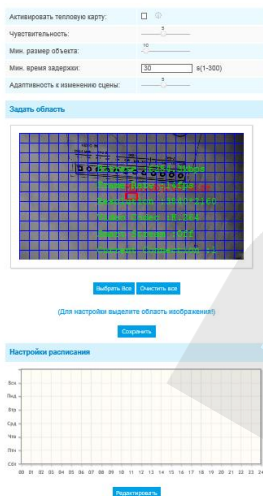 Активировать тепловую карту:
Чувствительность: 5
Мин. размер объекта: 10
Мин. время задержки: 30 s(1-300)
Адаптивность к изменению сцены: 5
Задать область
Выбрать Все Очистить все
(Для настройки выделите область изображения!)
Сохранить
Настройки расписания
Вск
Пнд
Втр
Срд
Чтв
Птн
Сбт
00 01 02 03 04 05 06 07 08 09 10 11 12 13 14 15 16 17 18 19 20 21 22 23 24
Редактировать